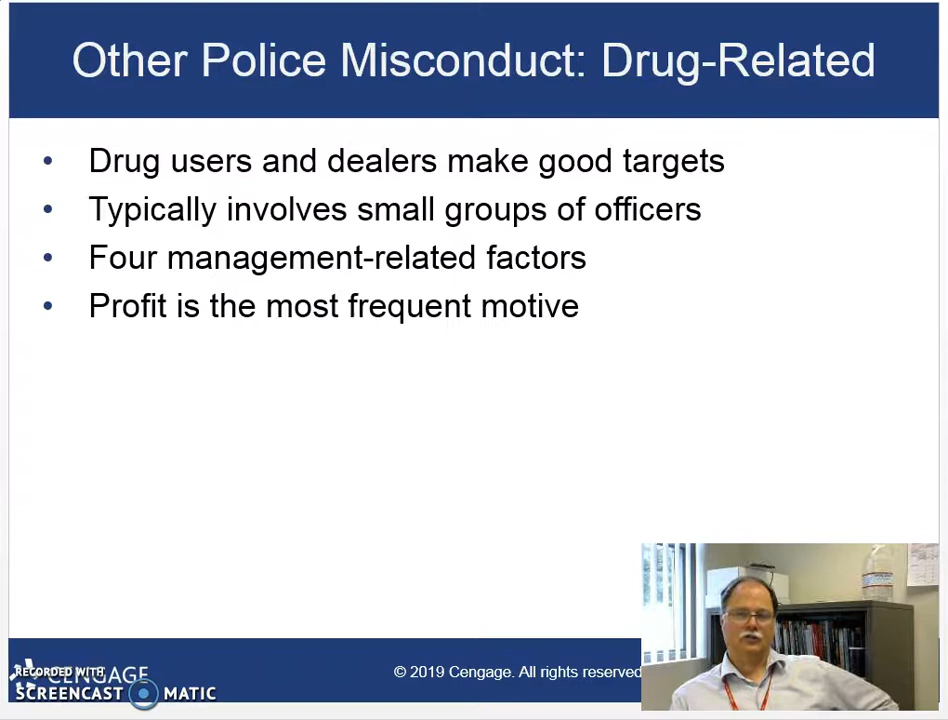 Other Police Misconduct: Drug-Related
• Drug users and dealers make good targets
• Typically involves small groups of officers
• Four management-related factors
• Profit is the most frequent motive
RECORDED WITH
CENGAGE
SCREENCAST MATIC
© 2019 Cengage. All rights reserved